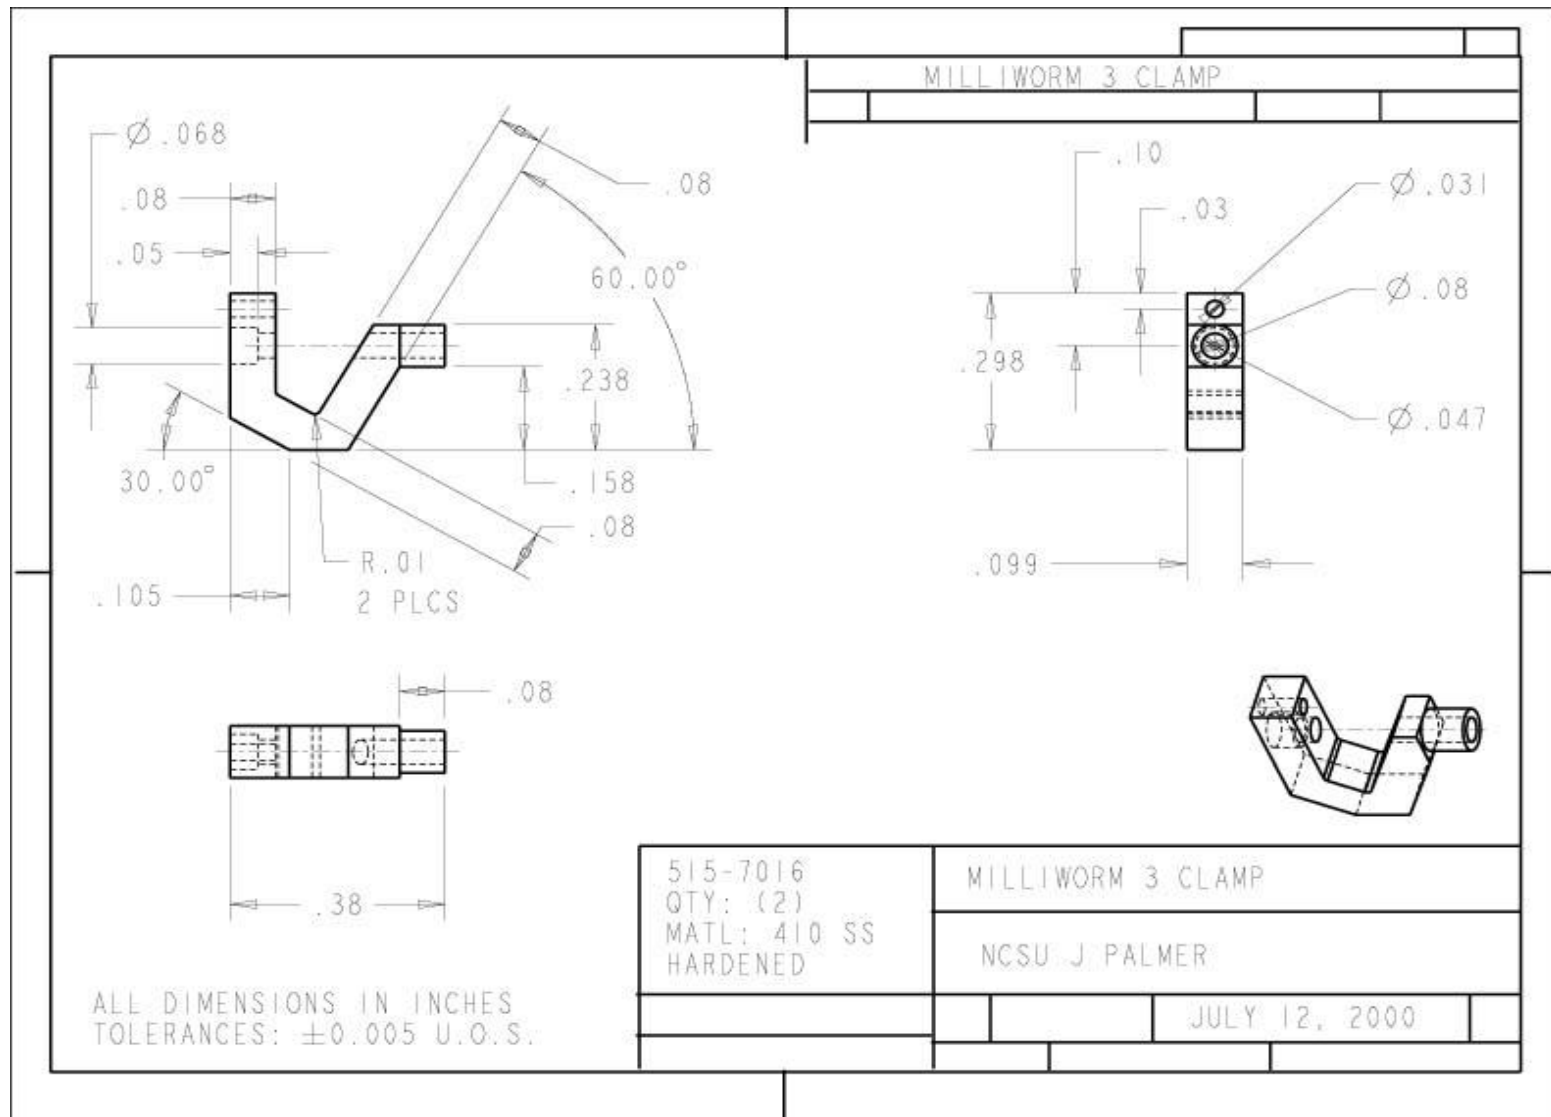 MILLIWORM 3 CLAMP
Ø.068
.08
.05
.08
60.00°
.238
.158
.08
30.00°
R.01
2 PLCS
.105
.10
Ø.031
.03
Ø.08
.298
Ø.047
.099
.08
.38
515-7016
QTY: (2)
MATL: 410 SS
HARDENED
MILLIWORM 3 CLAMP
NCSU J PALMER
JULY 12, 2000
ALL DIMENSIONS IN INCHES
TOLERANCES: ±0.005 U.O.S.